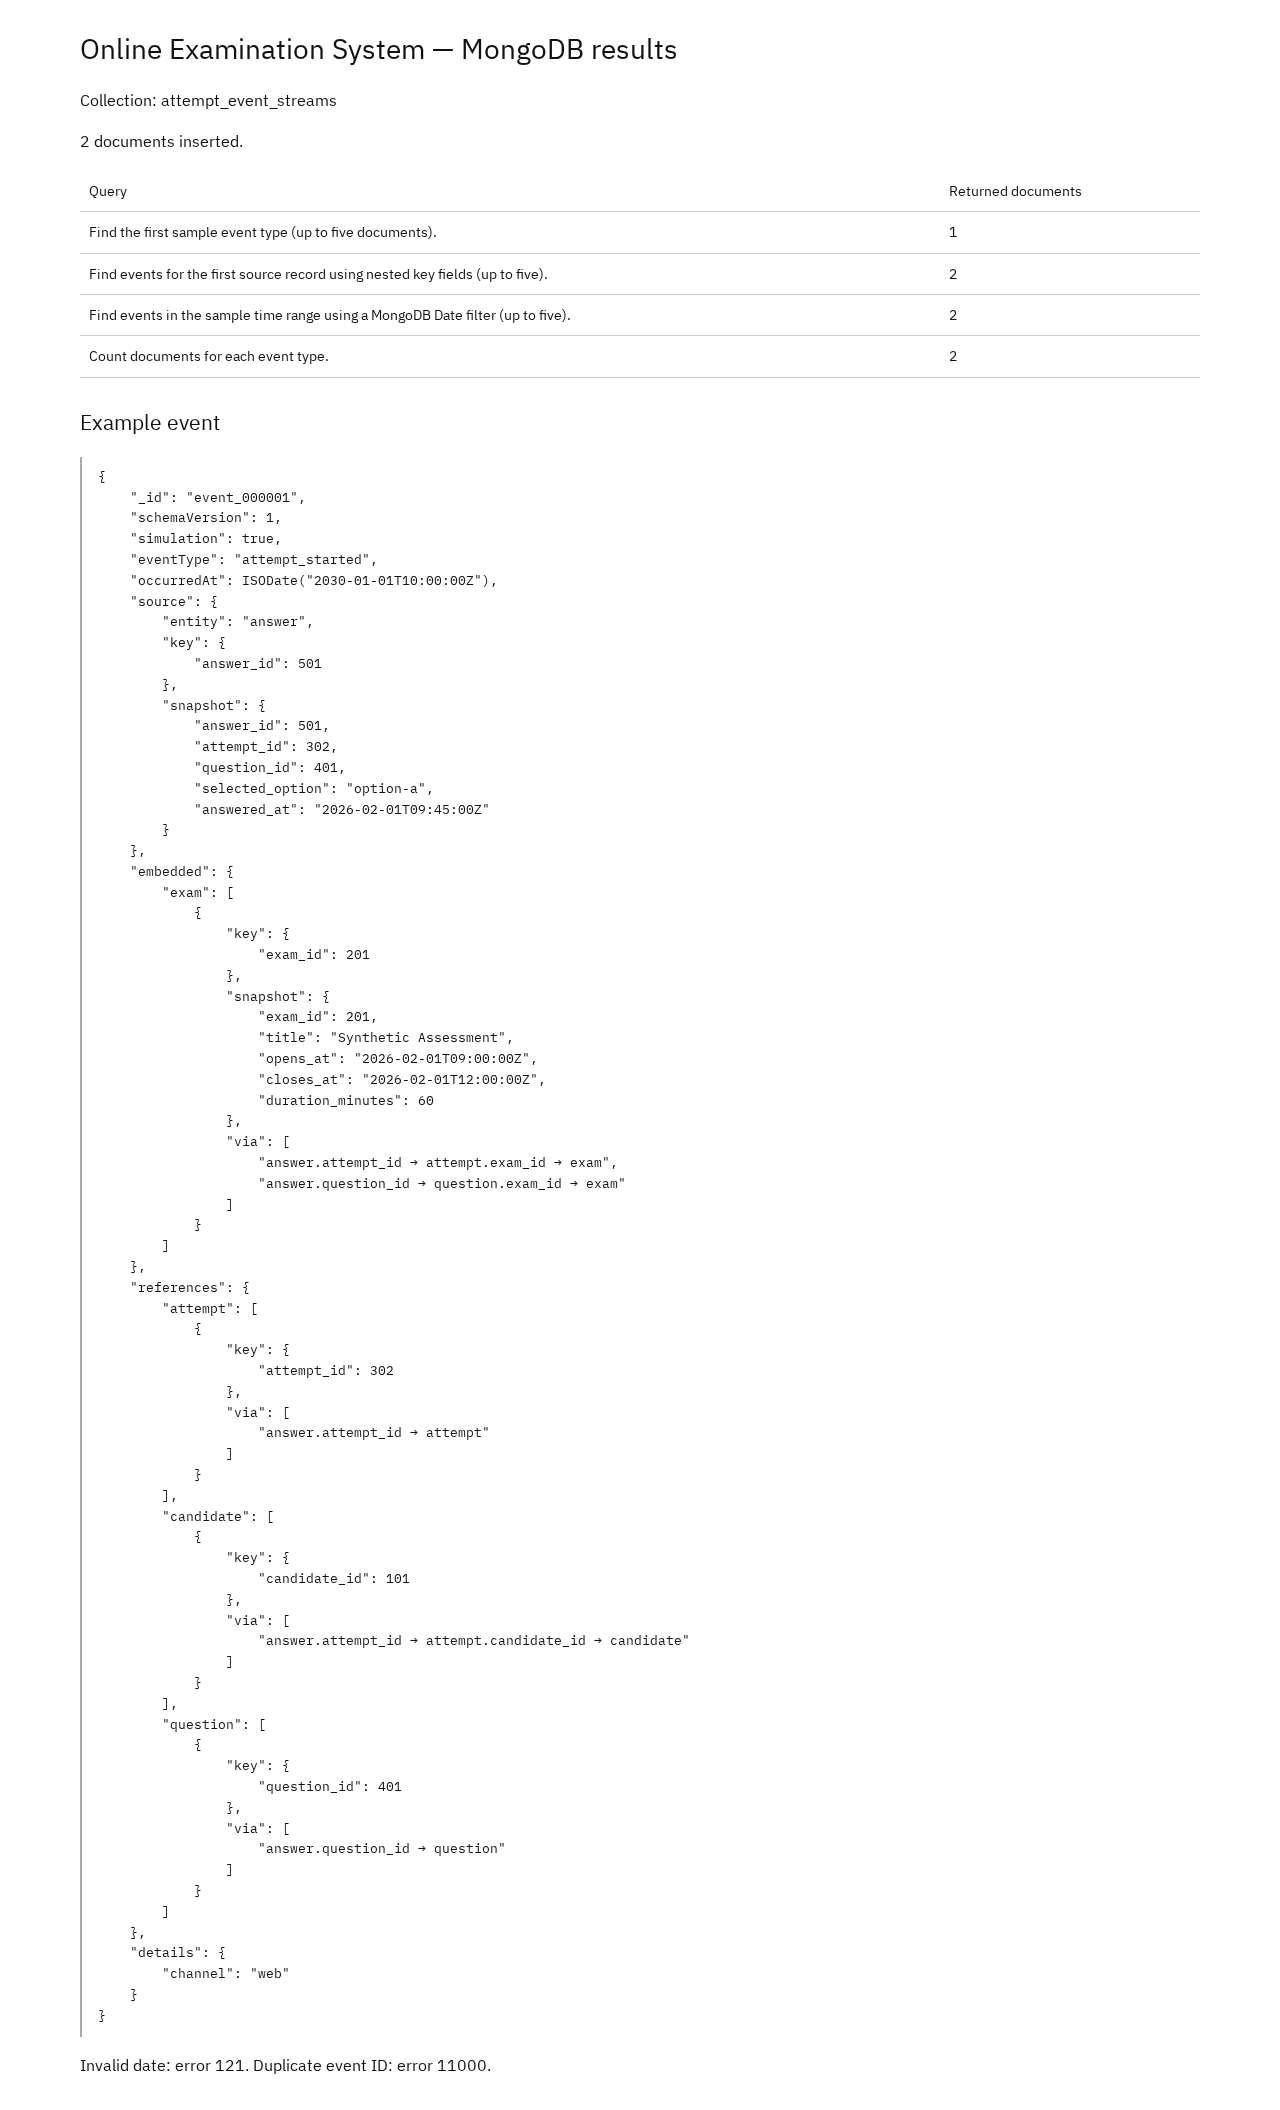 Online Examination System — MongoDB results
Collection: attempt_event_streams
2 documents inserted.
Query Returned documents
Find the first sample event type (up to five documents). 1
Find events for the first source record using nested key fields (up to five). 2
Find events in the sample time range using a MongoDB Date filter (up to five). 2
Count documents for each event type. 2
Example event
{
    "_id": "event_000001",
    "schemaVersion": 1,
    "simulation": true,
    "eventType": "attempt_started",
    "occurredAt": ISODate("2030-01-01T10:00:00Z"),
    "source": {
        "entity": "answer",
        "key": {
            "answer_id": 501
        },
        "snapshot": {
            "answer_id": 501,
            "attempt_id": 302,
            "question_id": 401,
            "selected_option": "option-a",
            "answered_at": "2026-02-01T09:45:00Z"
        }
    },
    "embedded": {
        "exam": [
            {
                "key": {
                    "exam_id": 201
                },
                "snapshot": {
                    "exam_id": 201,
                    "title": "Synthetic Assessment",
                    "opens_at": "2026-02-01T09:00:00Z",
                    "closes_at": "2026-02-01T12:00:00Z",
                    "duration_minutes": 60
                },
                "via": [
                    "answer.attempt_id → attempt.exam_id → exam",
                    "answer.question_id → question.exam_id → exam"
                ]
            }
        ]
    },
    "references": {
        "attempt": [
            {
                "key": {
                    "attempt_id": 302
                },
                "via": [
                    "answer.attempt_id → attempt"
                ]
            }
        ],
        "candidate": [
            {
                "key": {
                    "candidate_id": 101
                },
                "via": [
                    "answer.attempt_id → attempt.candidate_id → candidate"
                ]
            }
        ],
        "question": [
            {
                "key": {
                    "question_id": 401
                },
                "via": [
                    "answer.question_id → question"
                ]
            }
        ]
    },
    "details": {
        "channel": "web"
    }
}
Invalid date: error 121. Duplicate event ID: error 11000.